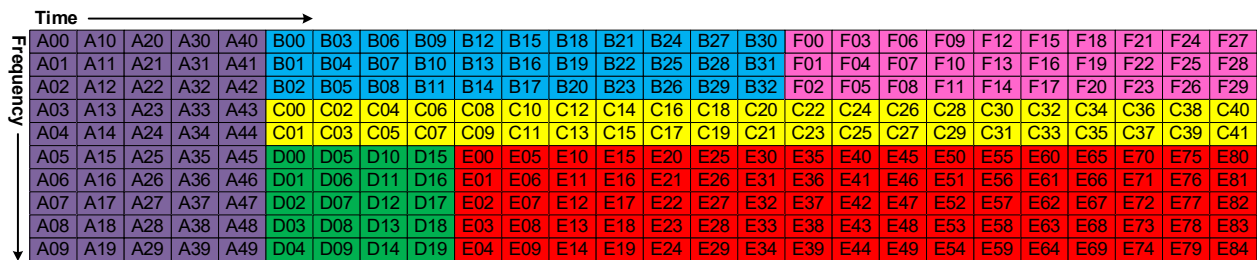 Time
Frequency
A00 A10 A20 A30 A40 B00 B03 B06 B09 B12 B15 B18 B21 B24 B27 B30 F00 F03 F06 F09 F12 F15 F18 F21 F24 F27
A01 A11 A21 A31 A41 B01 B04 B07 B10 B13 B16 B19 B22 B25 B28 B31 F01 F04 F07 F10 F13 F16 F19 F22 F25 F28
A02 A12 A22 A32 A42 B02 B05 B08 B11 B14 B17 B20 B23 B26 B29 B32 F02 F05 F08 F11 F14 F17 F20 F23 F26 F29
A03 A13 A23 A33 A43 C00 C02 C04 C06 C08 C10 C12 C14 C16 C18 C20 C22 C24 C26 C28 C30 C32 C34 C36 C38 C40
A04 A14 A24 A34 A44 C01 C03 C05 C07 C09 C11 C13 C15 C17 C19 C21 C23 C25 C27 C29 C31 C33 C35 C37 C39 C41
A05 A15 A25 A35 A45 D00 D05 D10 D15 E00 E05 E10 E15 E20 E25 E30 E35 E40 E45 E50 E55 E60 E65 E70 E75 E80
A06 A16 A26 A36 A46 D01 D06 D11 D16 E01 E06 E11 E16 E21 E26 E31 E36 E41 E46 E51 E56 E61 E66 E71 E76 E81
A07 A17 A27 A37 A47 D02 D07 D12 D17 E02 E07 E12 E17 E22 E27 E32 E37 E42 E47 E52 E57 E62 E67 E72 E77 E82
A08 A18 A28 A38 A48 D03 D08 D13 D18 E03 E08 E13 E18 E23 E28 E33 E38 E43 E48 E53 E58 E63 E68 E73 E78 E83
A09 A19 A29 A39 A49 D04 D09 D14 D19 E04 E09 E14 E19 E24 E29 E34 E39 E44 E49 E54 E59 E64 E69 E74 E79 E84